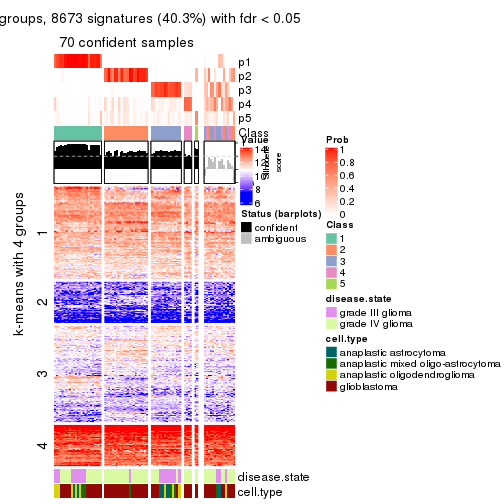 groups, 8673 signatures (40.3%) with fdr < 0.05
70 confident samples
p1
p2
p3
p4
p5
Class
k-means with 4 groups
1
2
3
4
Value
14
10
8
6
Silhouette
score
Status (barplots)
confident
ambiguous
Prob
1
0.8
0.6
0.4
0.2
0
Class
1
2
3
4
5
disease.state
grade III glioma
grade IV glioma
cell.type
anaplastic astrocytoma
anaplastic mixed oligo-astrocytoma
anaplastic oligodendroglioma
glioblastoma
disease.state
cell.type